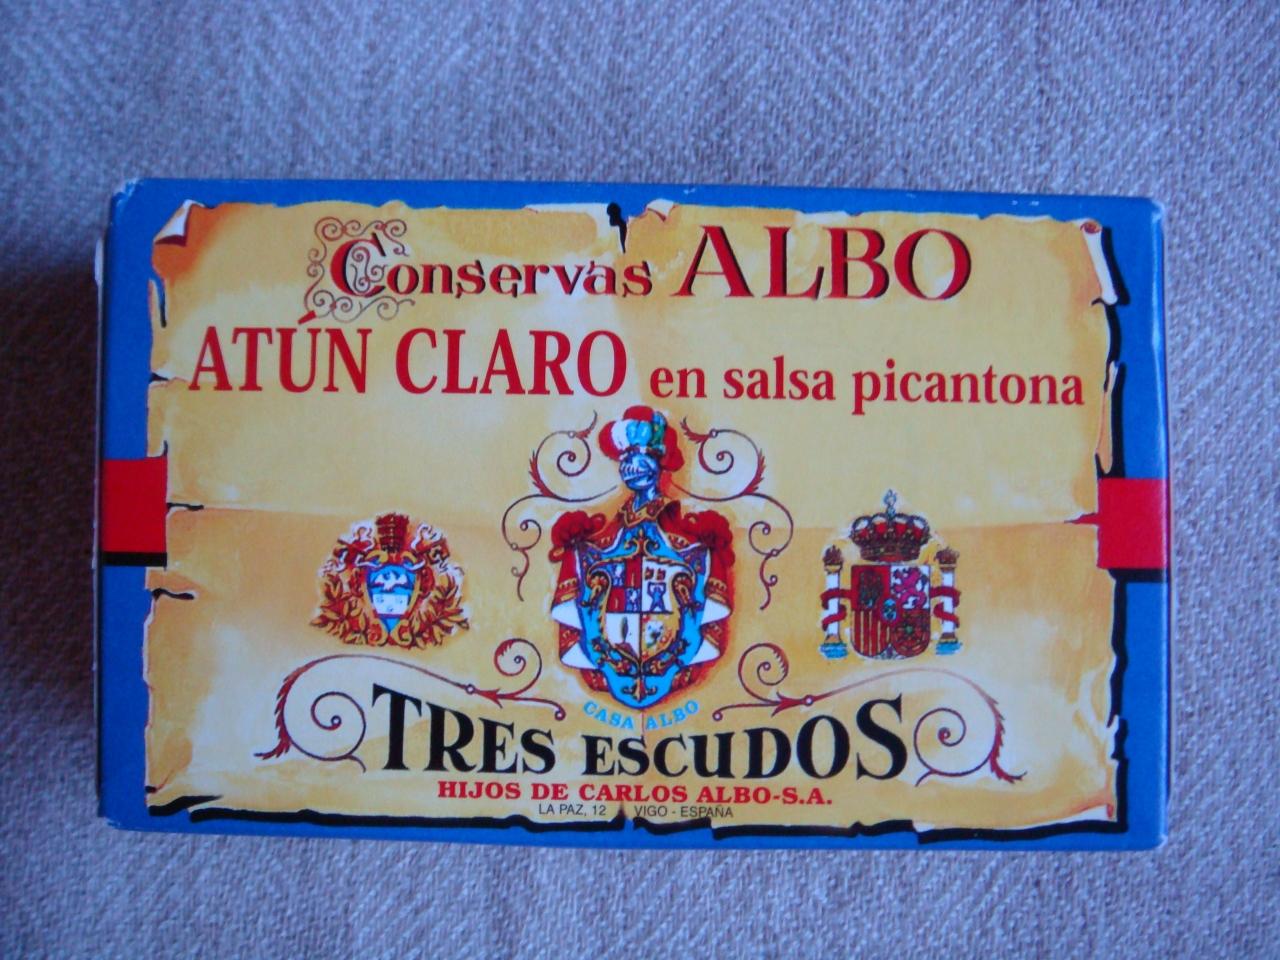 Conservas ALBO
ATÚN CLARO en salsa picantona
CASA ALBO
TRES ESCUDOS
HIJOS DE CARLOS ALBO-S.A.
LA PAZ, 12 VIGO - ESPAÑA